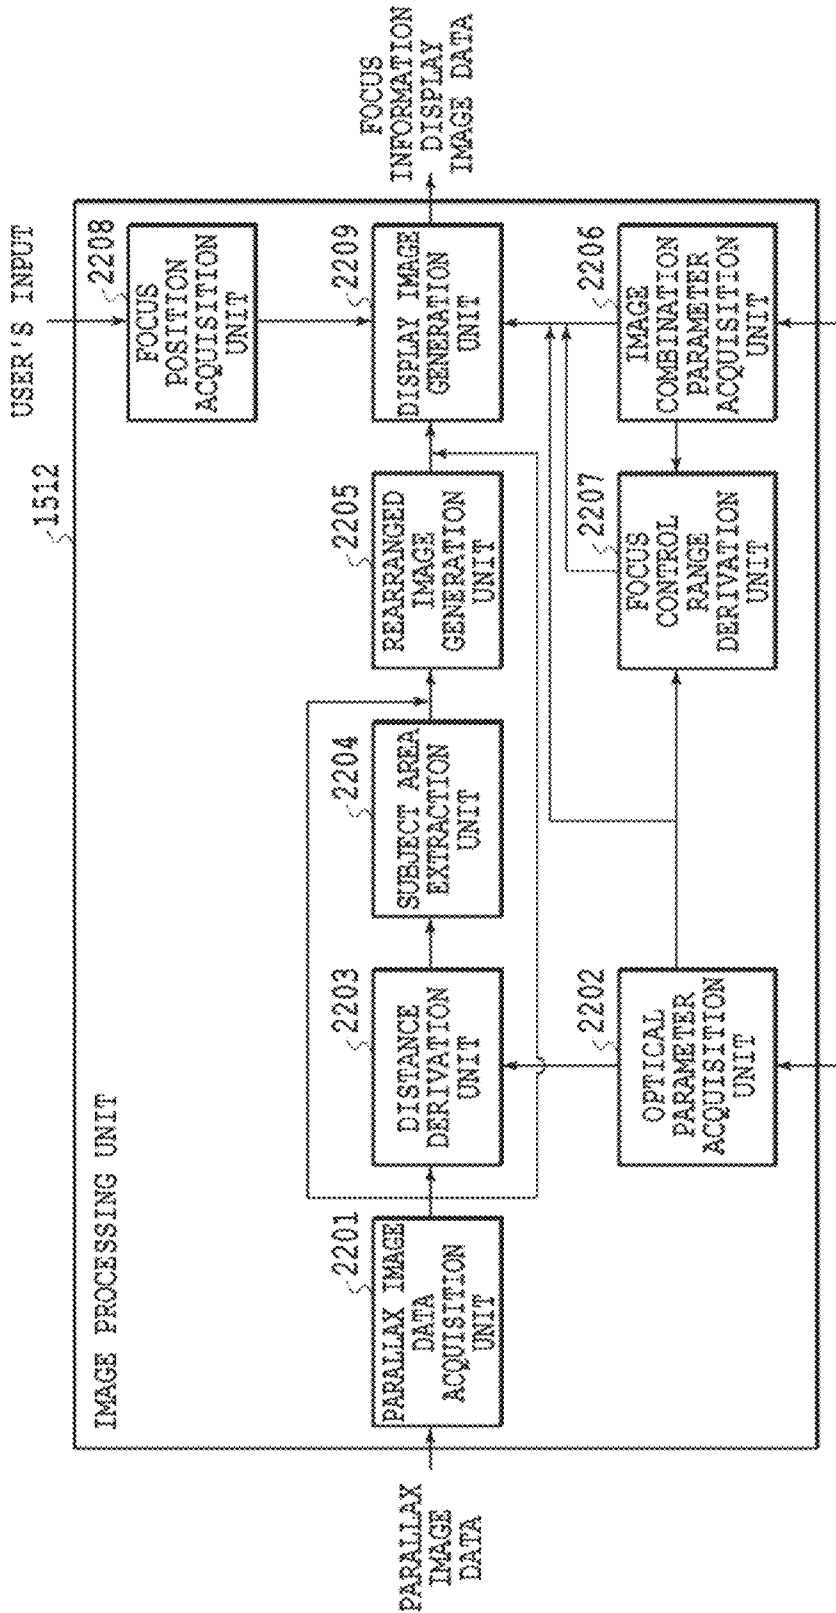 USER'S INPUT
1512
IMAGE PROCESSING UNIT
2208
FOCUS
POSITION
ACQUISITION
UNIT
PARALLAX
IMAGE
DATA
2201
PARALLAX IMAGE
DATA
ACQUISITION
UNIT
2203
DISTANCE
DERIVATION
UNIT
2204
SUBJECT AREA
EXTRACTION
UNIT
2205
REARRANGED
IMAGE
GENERATION
UNIT
2209
DISPLAY IMAGE
GENERATION
UNIT
FOCUS
INFORMATION
DISPLAY
IMAGE DATA
2202
OPTICAL
PARAMETER
ACQUISITION
UNIT
2207
FOCUS
CONTROL
RANGE
DERIVATION
UNIT
2206
IMAGE
COMBINATION
PARAMETER
ACQUISITION
UNIT